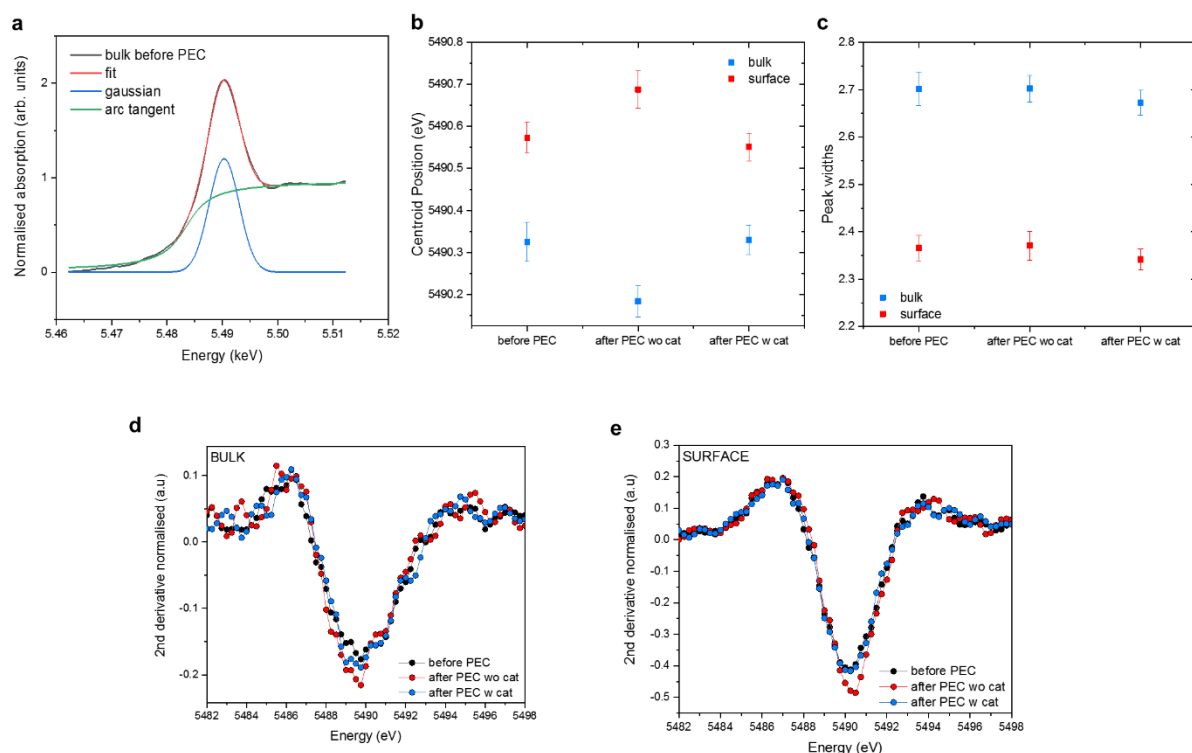 a
bulk before PEC
fit
gaussian
arc tangent
Normalised absorption (arb. units)
2
1
0
5.46 5.47 5.48 5.49 5.50 5.51 5.52
Energy (keV)
b
bulk
surface
Centroid Position (eV)
5490.8
5490.7
5490.6
5490.5
5490.4
5490.3
5490.2
before PEC after PEC wo cat after PEC w cat
c
bulk
surface
Peak widths
2.8
2.7
2.6
2.5
2.4
2.3
2.2
before PEC after PEC wo cat after PEC w cat
d
BULK
2nd derivative normalised (a.u)
0.1
0.0
-0.1
-0.2
before PEC
after PEC wo cat
after PEC w cat
5482 5484 5486 5488 5490 5492 5494 5496 5498
Energy (eV)
e
SURFACE
2nd derivative normalised (a.u)
0.3
0.2
0.1
0.0
-0.1
-0.2
-0.3
-0.4
-0.5
before PEC
after PEC wo cat
after PEC w cat
5482 5484 5486 5488 5490 5492 5494 5496 5498
Energy (eV)